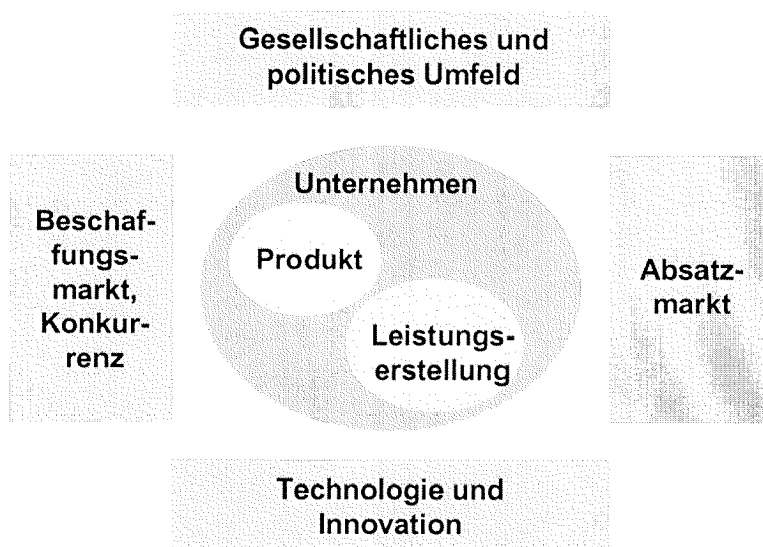 Gesellschaftliches und
politisches Umfeld
Unternehmen
Beschaf-
fungs-
markt,
Konkur-
renz
Produkt
Leistungs-
erstellung
Absatz-
markt
Technologie und
Innovation